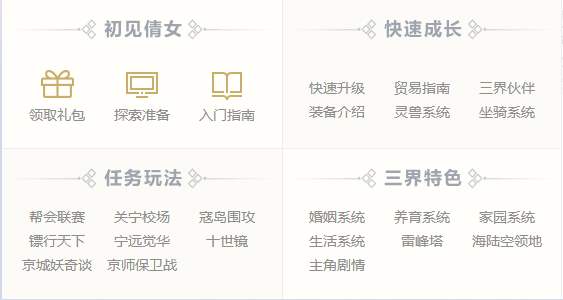 初见倩女
领取礼包 探索准备 入门指南
快速成长
快速升级 贸易指南 三界伙伴
装备介绍 灵兽系统 坐骑系统
任务玩法
帮会联赛 关宁校场 寇岛围攻
镖行天下 宁远觉华 十世镜
京城妖奇谈 京师保卫战
三界特色
婚姻系统 养育系统 家园系统
生活系统 雷峰塔 海陆空领地
主角剧情